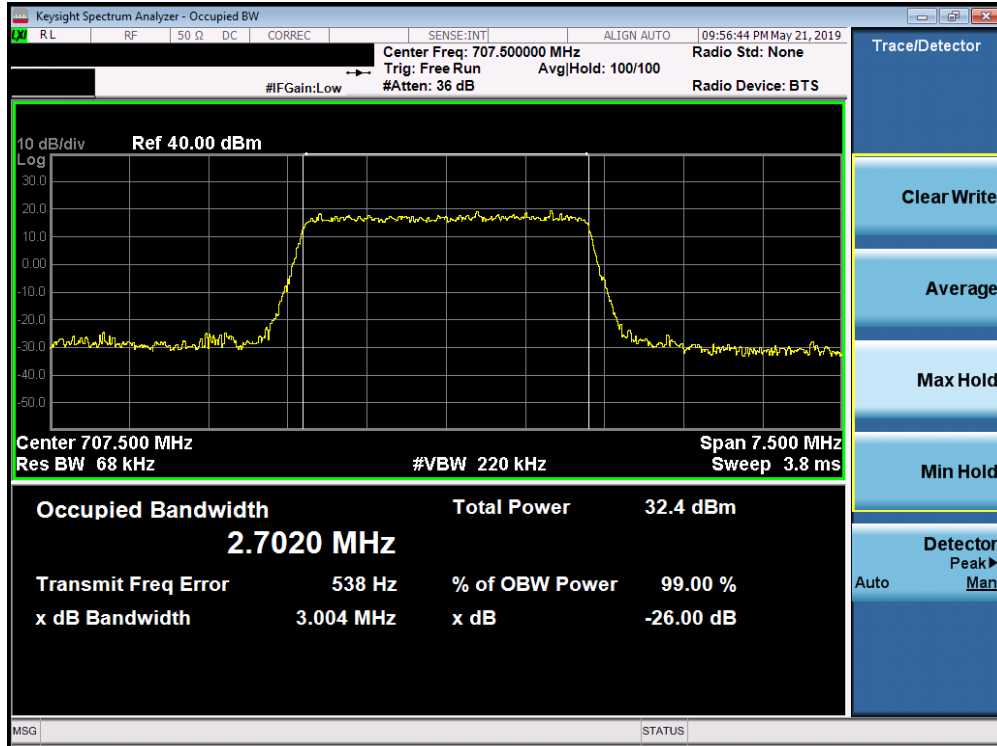 Keysight Spectrum Analyzer - Occupied BW
LXI RL RF 50 Ω DC CORREC SENSE:INT ALIGN AUTO 09:56:44 PM May 21, 2019
Center Freq: 707.500000 MHz Radio Std: None
Trig: Free Run Avg|Hold: 100/100
#IFGain:Low #Atten: 36 dB Radio Device: BTS
10 dB/div Ref 40.00 dBm
Log
30.0
20.0
10.0
0.00
-10.0
-20.0
-30.0
-40.0
-50.0
Center 707.500 MHz Span 7.500 MHz
Res BW 68 kHz #VBW 220 kHz Sweep 3.8 ms
Occupied Bandwidth Total Power 32.4 dBm
2.7020 MHz
Transmit Freq Error 538 Hz % of OBW Power 99.00 %
x dB Bandwidth 3.004 MHz x dB -26.00 dB
Trace/Detector
Clear Write
Average
Max Hold
Min Hold
Detector
Peak▶
Auto Man
MSG STATUS